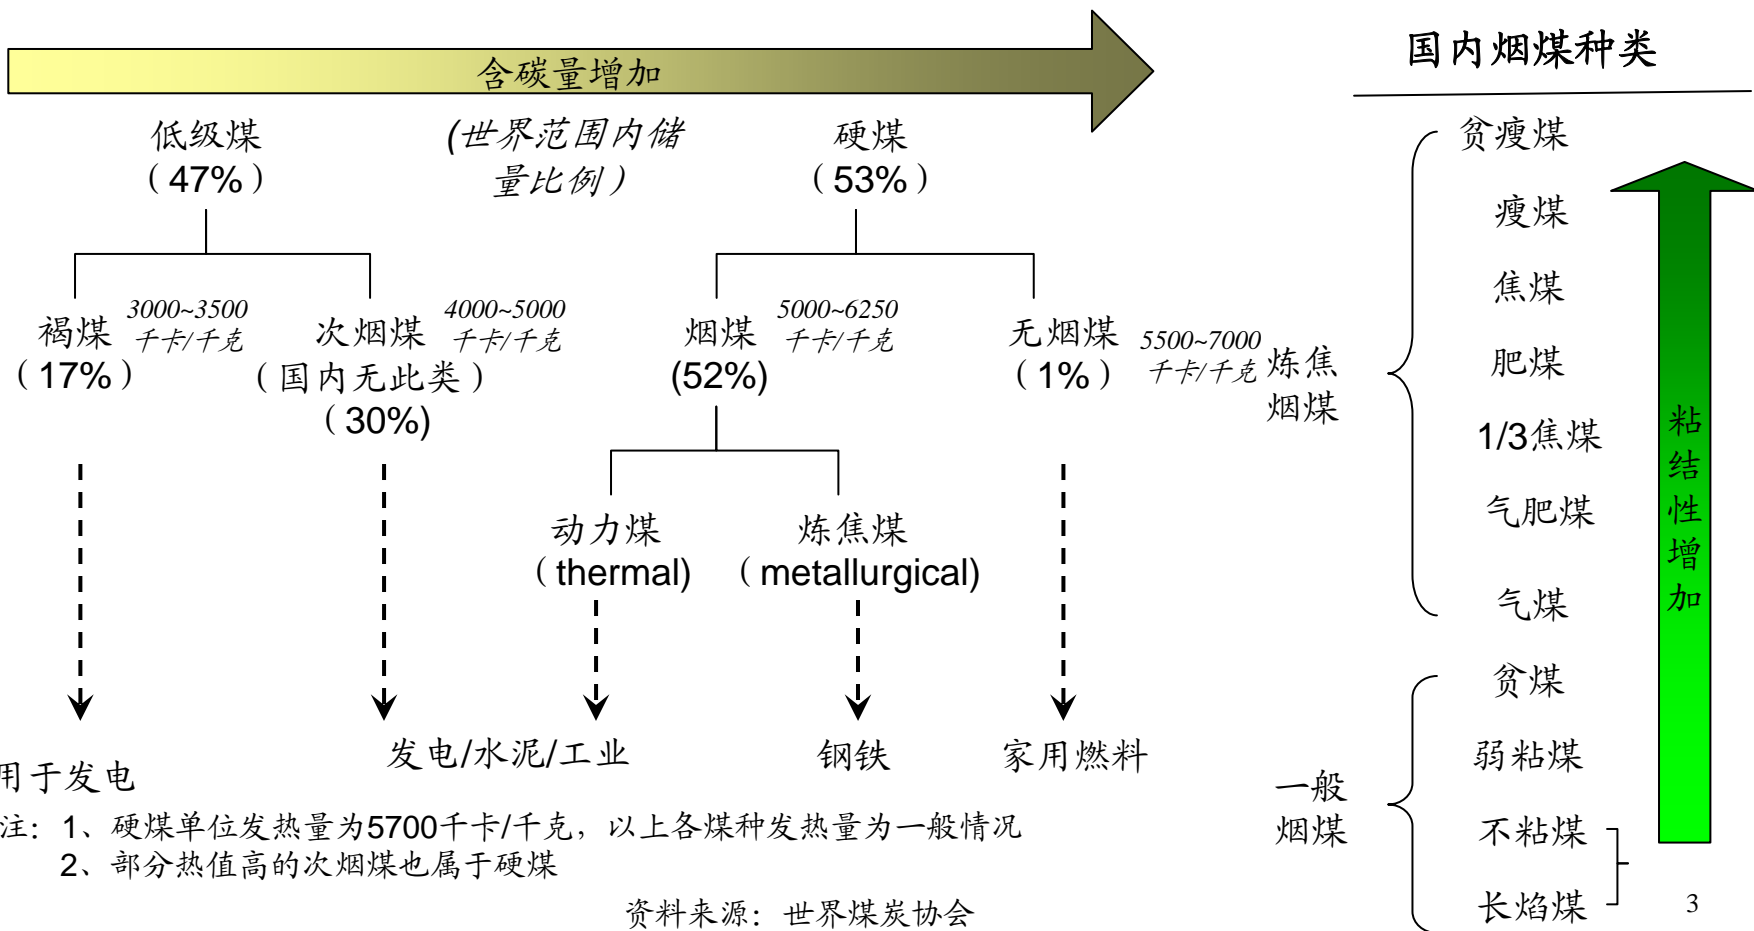 含碳量增加
国内烟煤种类
低级煤
（47%）
(世界范围内储
量比例）
硬煤
（53%）
褐煤
（17%）
3000~3500
千卡/千克
次烟煤
（国内无此类）
（30%)
4000~5000
千卡/千克
烟煤
(52%)
5000~6250
千卡/千克
无烟煤
（1%）
5500~7000
千卡/千克
动力煤
（thermal)
炼焦煤
（metallurgical)
用于发电
发电/水泥/工业
钢铁
家用燃料
炼焦
烟煤
贫瘦煤
瘦煤
焦煤
肥煤
1/3焦煤
气肥煤
气煤
一般
烟煤
贫煤
弱粘煤
不粘煤
长焰煤
粘结性增加
注：1、硬煤单位发热量为5700千卡/千克，以上各煤种发热量为一般情况
2、部分热值高的次烟煤也属于硬煤
资料来源：世界煤炭协会
3